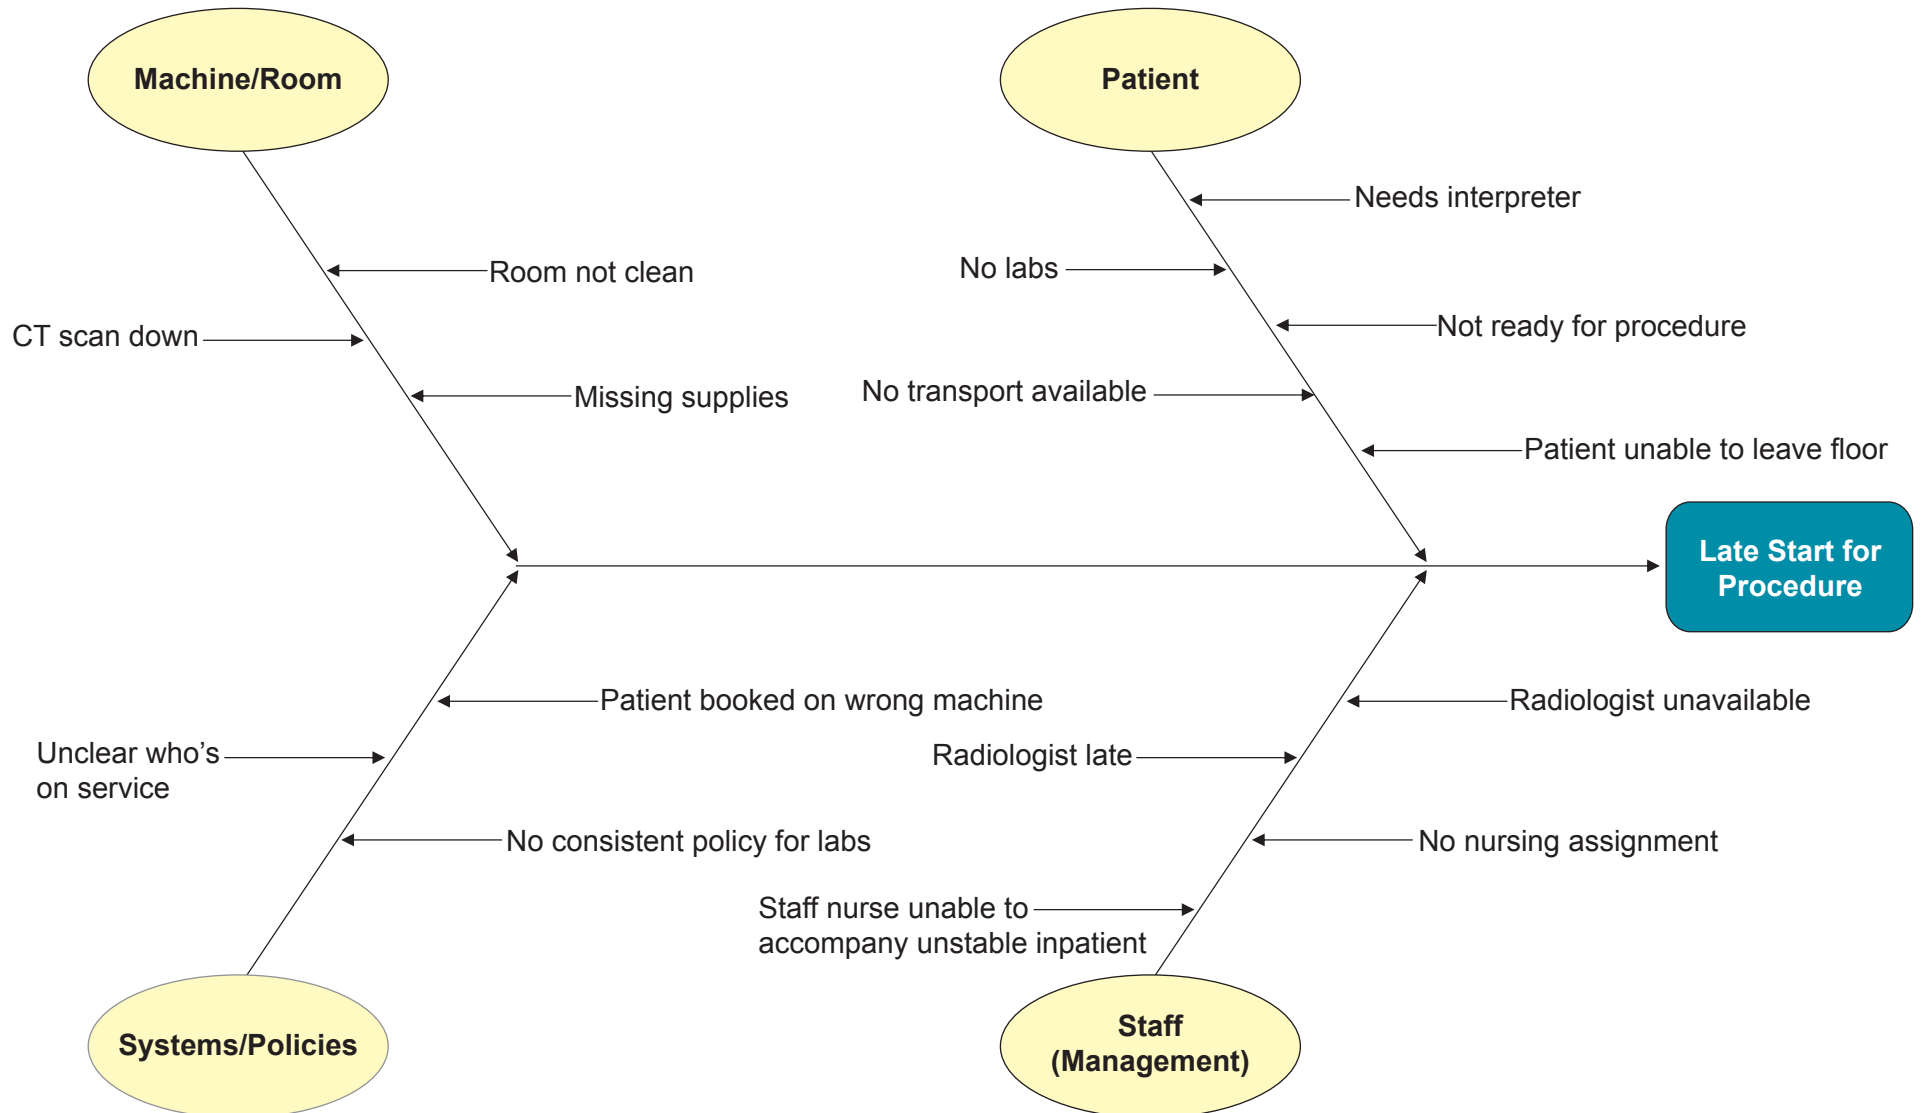 Machine/Room
Patient
Needs interpreter
No labs
Room not clean
Not ready for procedure
CT scan down
No transport available
Missing supplies
Patient unable to leave floor
Late Start for
Procedure
Patient booked on wrong machine
Radiologist unavailable
Unclear who’s
on service
Radiologist late
No consistent policy for labs
No nursing assignment
Staff nurse unable to
accompany unstable inpatient
Systems/Policies
Staff
(Management)